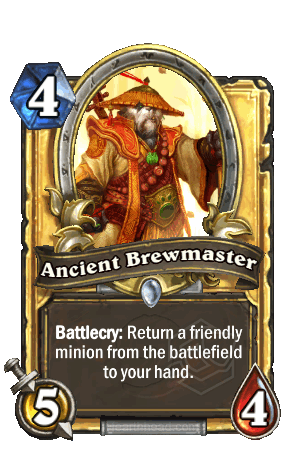 4
Ancient Brewmaster
Battlecry: Return a friendly
minion from the battlefield
to your hand.
5
4